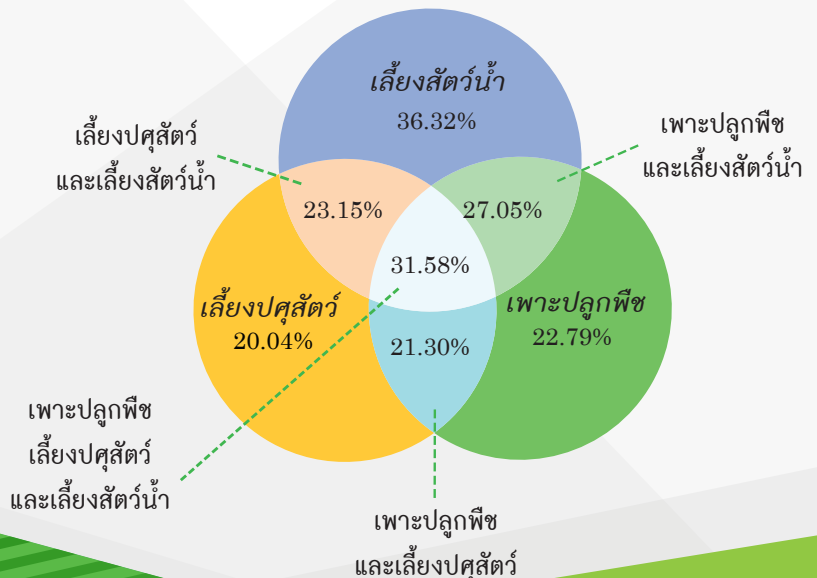 เลี้ยงสัตว์น้ำ
36.32%
เลี้ยงปศุสัตว์
และเลี้ยงสัตว์น้ำ
เพาะปลูกพืช
และเลี้ยงสัตว์น้ำ
23.15%
27.05%
31.58%
เลี้ยงปศุสัตว์
20.04%
เพาะปลูกพืช
22.79%
21.30%
เพาะปลูกพืช
เลี้ยงปศุสัตว์
และเลี้ยงสัตว์น้ำ
เพาะปลูกพืช
และเลี้ยงปศุสัตว์